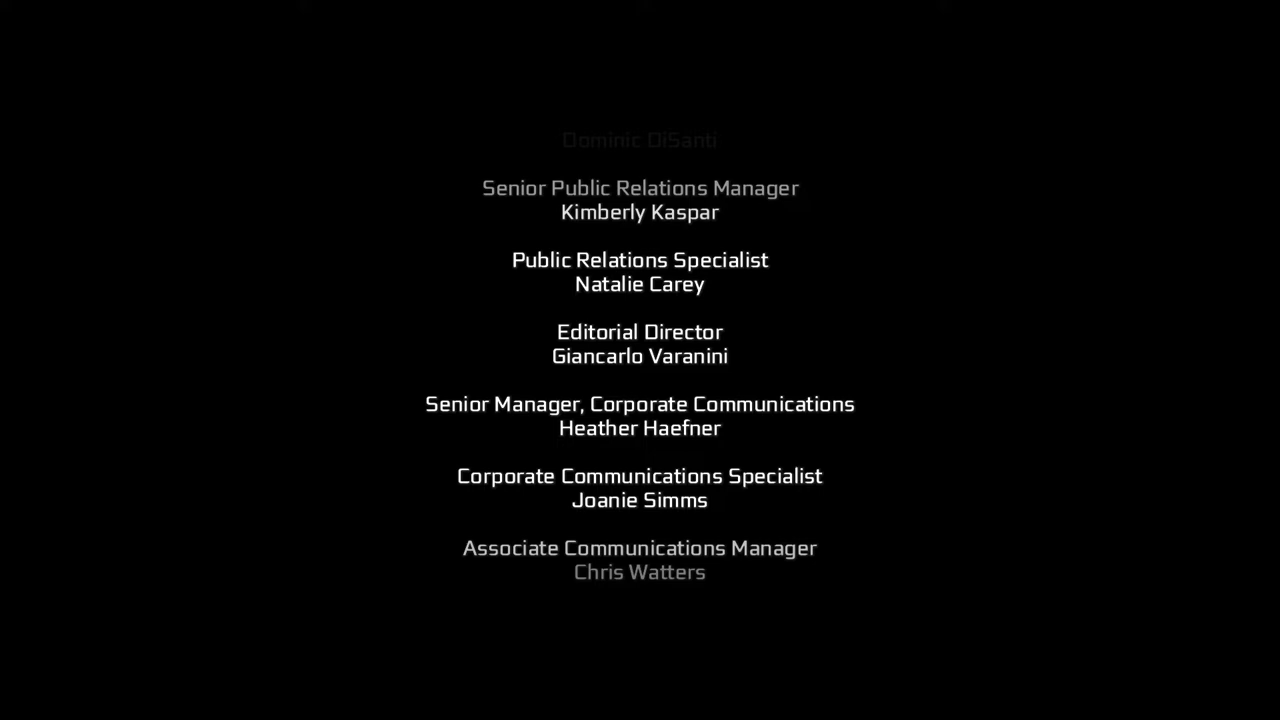 Dominic DiSanti
Senior Public Relations Manager
Kimberly Kaspar
Public Relations Specialist
Natalie Carey
Editorial Director
Giancarlo Varanini
Senior Manager, Corporate Communications
Heather Haefner
Corporate Communications Specialist
Joanie Simms
Associate Communications Manager
Chris Watters